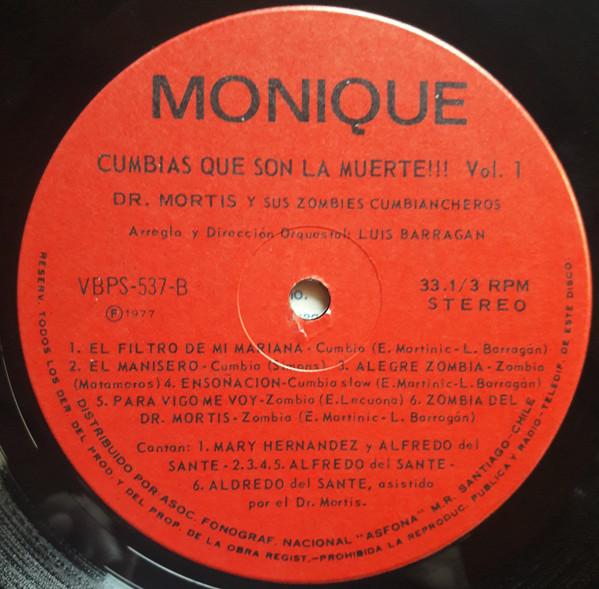 MONIQUE
CUMBIAS QUE SON LA MUERTE!!! Vol. 1
DR. MORTIS Y SUS ZOMBIES CUMBIANCHEROS
Arreglo y Dirección Orquestal: LUIS BARRAGAN
VBPS-537-B
Ⓟ 1977
33.1/3 RPM
STEREO
1. EL FILTRO DE MI MARIANA - Cumbia (E. Martinic-L. Barragán)
2. EL MANISERO - Cumbia (Simons) 3. ALEGRE ZOMBIA - Zombia
(Matamoros) 4. ENSOÑACION-Cumbia slow (E. Martinic-L. Barragán)
5. PARA VIGO ME VOY-Zombia (E. Lecuona) 6. ZOMBIA DEL
DR. MORTIS - Zombia (E. Martinic - L. Barragán)
Cantan: 1. MARY HERNANDEZ y ALFREDO del
SANTE - 2.3.4.5. ALFREDO del SANTE -
6. ALDREDO del SANTE, asistido
por el Dr. Mortis.
RESERV. TODOS LOS DER DEL PROD. Y DEL PROP. DE LA OBRA REGIST.-PROHIBIDA LA REPRODUC. PUBLICA Y RADIO-TELEDIF. DE ESTE DISCO.
DISTRIBUIDO POR ASOC. FONOGRAF. NACIONAL "ASFONA" M.R. SANTIAGO-CHILE